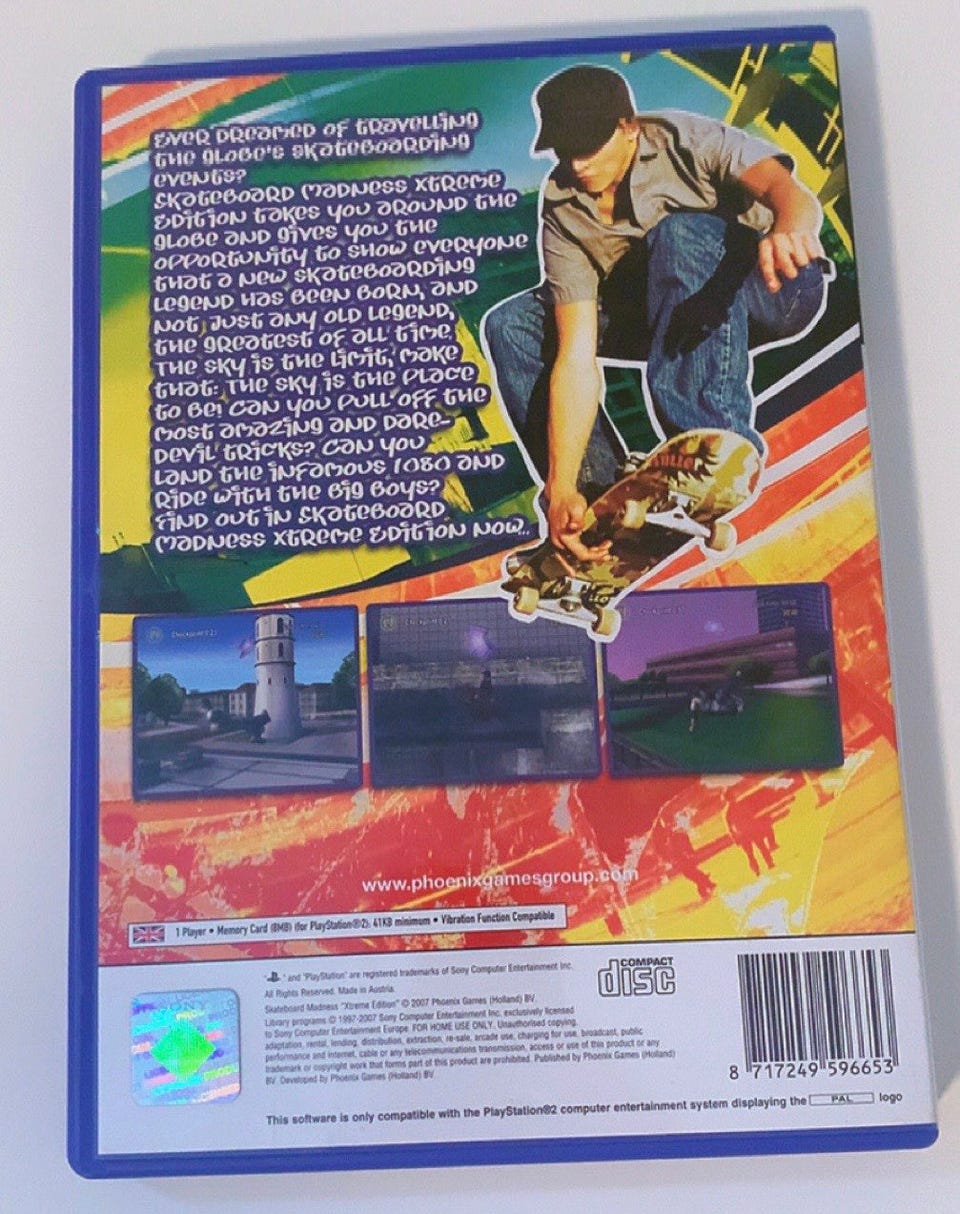 Ever dreamed of travelling
the globe's skateboarding
events?
Skateboard Madness Xtreme
Edition takes you around the
globe and gives you the
opportunity to show everyone
that a new skateboarding
legend has been born, and
not just any old legend,
the greatest of all time.
The sky is the limit, make
that: the sky is the place
to be! Can you pull off the
most amazing and dare-
devil tricks? Can you
land the infamous 1080 and
ride with the big boys?
Find out in Skateboard
Madness Xtreme Edition now...
www.phoenixgamesgroup.com
1 Player • Memory Card (8MB) (for PlayStation®2): 41KB minimum • Vibration Function Compatible
" " and "PlayStation" are registered trademarks of Sony Computer Entertainment Inc.
All Rights Reserved. Made in Austria.
Skateboard Madness "Xtreme Edition" © 2007 Phoenix Games (Holland) BV.
Library programs © 1997-2007 Sony Computer Entertainment Inc. exclusively licensed
to Sony Computer Entertainment Europe. FOR HOME USE ONLY. Unauthorised copying,
adaptation, rental, lending, distribution, extraction, re-sale, arcade use, charging for use, broadcast, public
performance and internet, cable or any telecommunications transmission, access or use of this product or any
trademark or copyright work that forms part of this product are prohibited. Published by Phoenix Games (Holland)
BV. Developed by Phoenix Games (Holland) BV.
COMPACT
disc
8 717249 596653
This software is only compatible with the PlayStation®2 computer entertainment system displaying the PAL logo